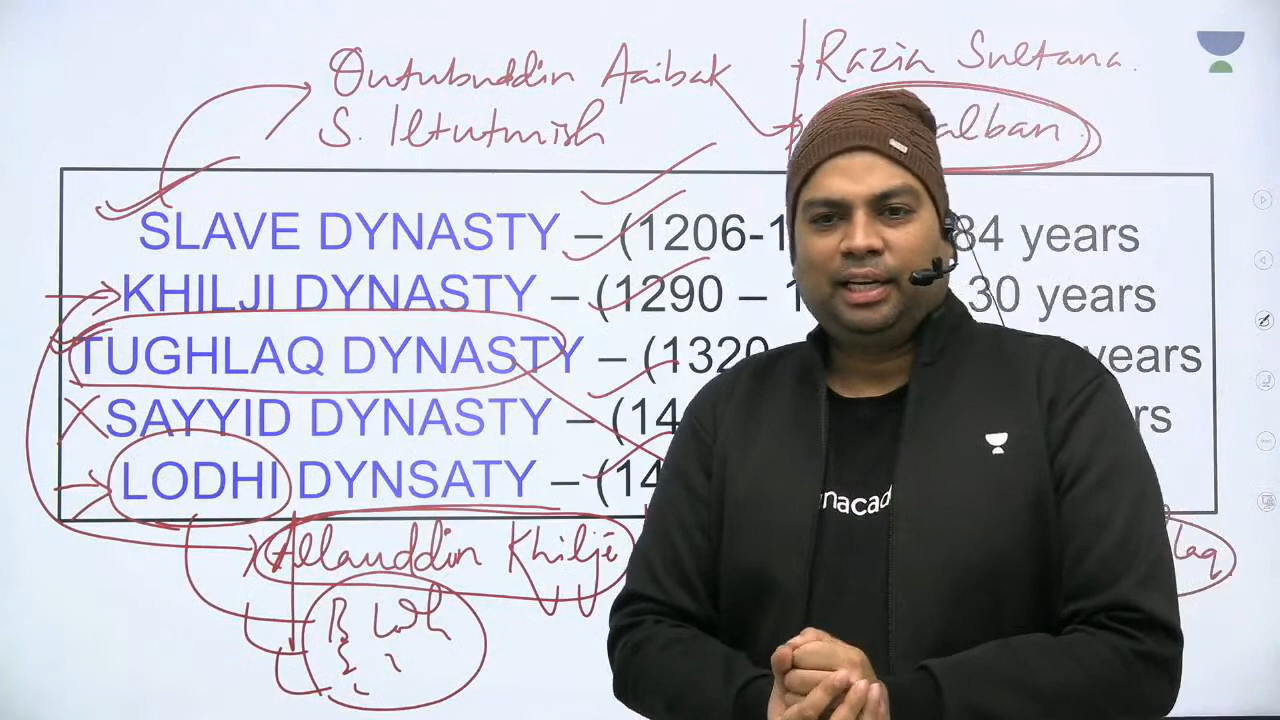 Qutubuddin Aaibak
Razia Sultana.
S. Iltutmish
alban
SLAVE DYNASTY – (1206-1 84 years
KHILJI DYNASTY – (1290 – 1 30 years
TUGHLAQ DYNASTY – (1320 years
SAYYID DYNASTY – (14 rs
LODHI DYNSATY – (14
Allauddin Khilji
laq
nacad